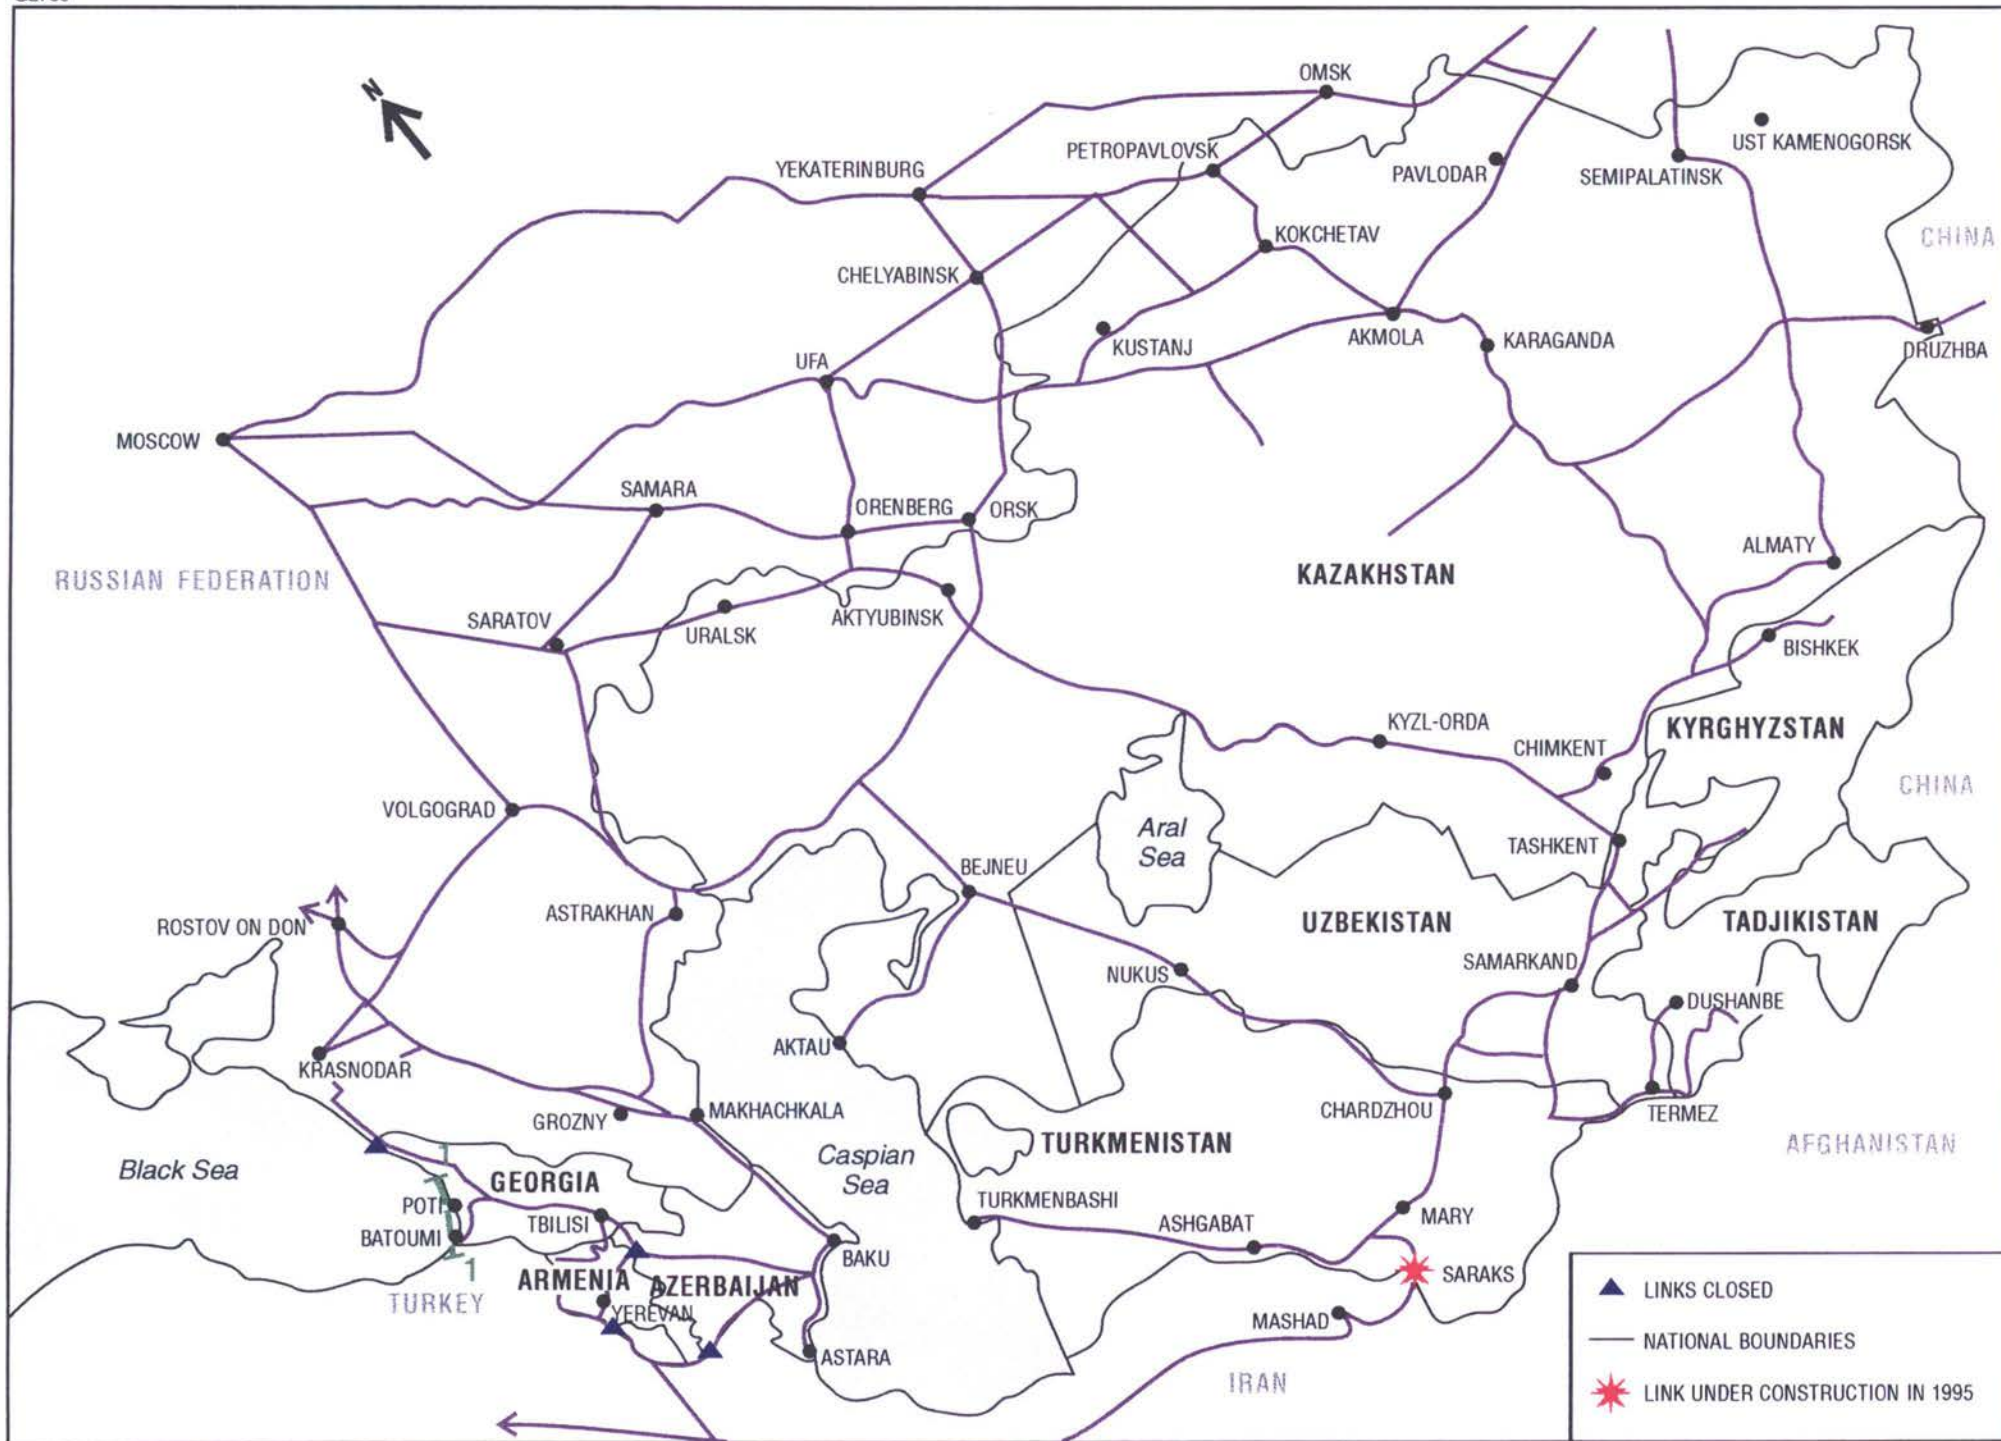 N
OMSK
PETROPAVLOVSK
YEKATERINBURG
PAVLODAR
UST KAMENOGORSK
SEMIPALATINSK
KOKCHETAV
CHINA
CHELYABINSK
KUSTANJ
AKMOLA
KARAGANDA
DRUZHBA
UFA
MOSCOW
SAMARA
ORENBERG
ORSK
ALMATY
RUSSIAN FEDERATION
KAZAKHSTAN
SARATOV
URALSK
AKTYUBINSK
BISHKEK
KYZL-ORDA
CHIMKENT
KYRGHYZSTAN
CHINA
VOLGOGRAD
Aral
Sea
TASHKENT
BEJNEU
ASTRAKHAN
ROSTOV ON DON
UZBEKISTAN
TADJIKISTAN
SAMARKAND
NUKUS
DUSHANBE
AKTAU
KRASNODAR
GROZNY
MAKHACHKALA
CHARDZHOU
TERMEZ
Black Sea
1
GEORGIA
Caspian
Sea
TURKMENISTAN
AFGHANISTAN
POTI
BATOUMI
TBILISI
TURKMENBASHI
ASHGABAT
MARY
BAKU
1
ARMENIA
AZERBAIJAN
SARAKS
TURKEY
YEREVAN
MASHAD
ASTARA
IRAN
LINKS CLOSED
NATIONAL BOUNDARIES
LINK UNDER CONSTRUCTION IN 1995